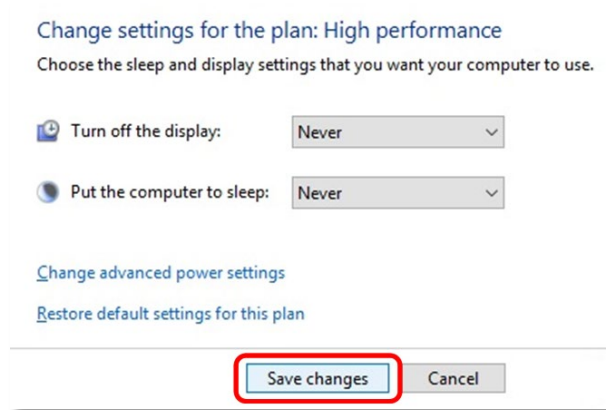 Change settings for the plan: High performance
Choose the sleep and display settings that you want your computer to use.
Turn off the display: Never
Put the computer to sleep: Never
Change advanced power settings
Restore default settings for this plan
Save changes Cancel